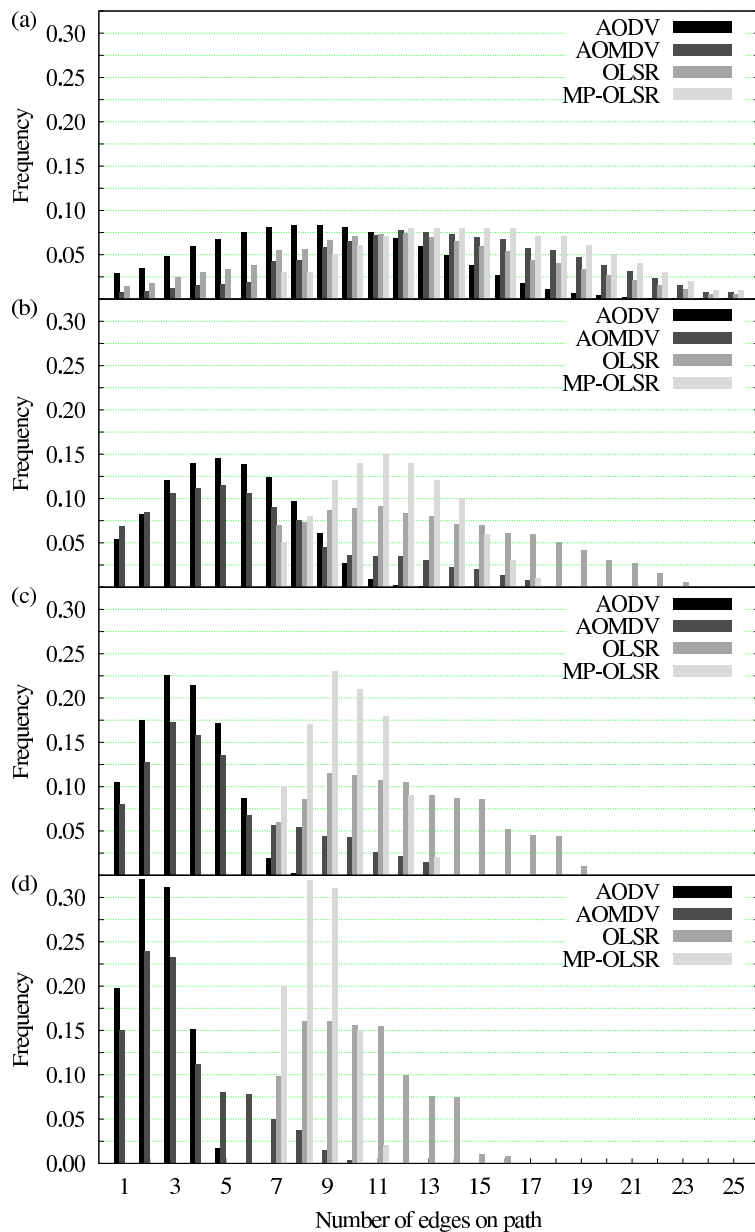 (a)
0.30
0.25
0.20
0.15
0.10
0.05
Frequency
AODV
AOMDV
OLSR
MP-OLSR
(b)
0.30
0.25
0.20
0.15
0.10
0.05
Frequency
AODV
AOMDV
OLSR
MP-OLSR
(c)
0.30
0.25
0.20
0.15
0.10
0.05
Frequency
AODV
AOMDV
OLSR
MP-OLSR
(d)
0.30
0.25
0.20
0.15
0.10
0.05
0.00
Frequency
AODV
AOMDV
OLSR
MP-OLSR
1 3 5 7 9 11 13 15 17 19 21 23 25
Number of edges on path